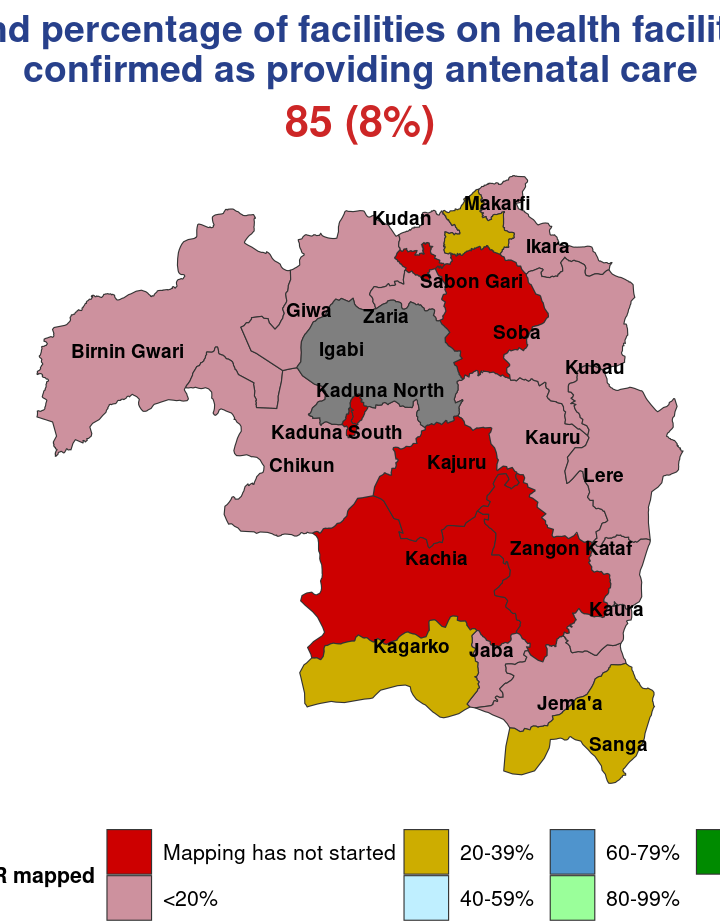 nd percentage of facilities on health facilit
confirmed as providing antenatal care
85 (8%)
Makarfi
Kudan
Ikara
Sabon Gari
Giwa
Zaria
Soba
Igabi
Birnin Gwari
Kubau
Kaduna North
Kaduna South
Kauru
Chikun
Kajuru
Lere
Zangon Kataf
Kachia
Kaura
Kagarko
Jaba
Jema'a
Sanga
R mapped
Mapping has not started
<20%
20-39%
40-59%
60-79%
80-99%